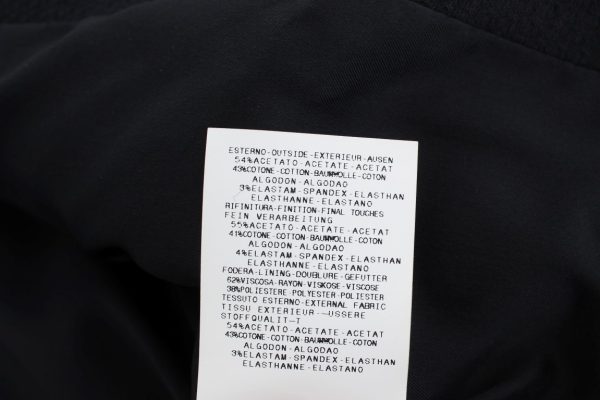 ESTERNO-OUTSIDE-EXTERIEUR-AUSEN
54%ACETATO-ACETATE-ACETAT
43%COTONE-COTTON-BAUMWOLLE-COTON
ALGODON-ALGODAO
3%ELASTAM-SPANDEX-ELASTHAN
ELASTHANNE-ELASTANO
RIFINITURA-FINITION-FINAL TOUCHES
FEIN VERARBEITUNG
55%ACETATO-ACETATE-ACETAT
41%COTONE-COTTON-BAUMWOLLE-COTON
ALGODON-ALGODAO
4%ELASTAM-SPANDEX-ELASTHAN
ELASTHANNE-ELASTANO
FODERA-LINING-DOUBLURE-GEFUTTER
62%VISCOSA-RAYON-VISKOSE-VISCOSE
38%POLIESTERE-POLYESTER-POLIESTER
TESSUTO ESTERNO-EXTERNAL FABRIC
TISSU EXTERIEUR-—USSERE
STOFFQUALIT—T
54%ACETATO-ACETATE-ACETAT
43%COTONE-COTTON-BAUMWOLLE-COTON
ALGODON-ALGODAO
3%ELASTAM-SPANDEX-ELASTHAN
ELASTHANNE-ELASTANO